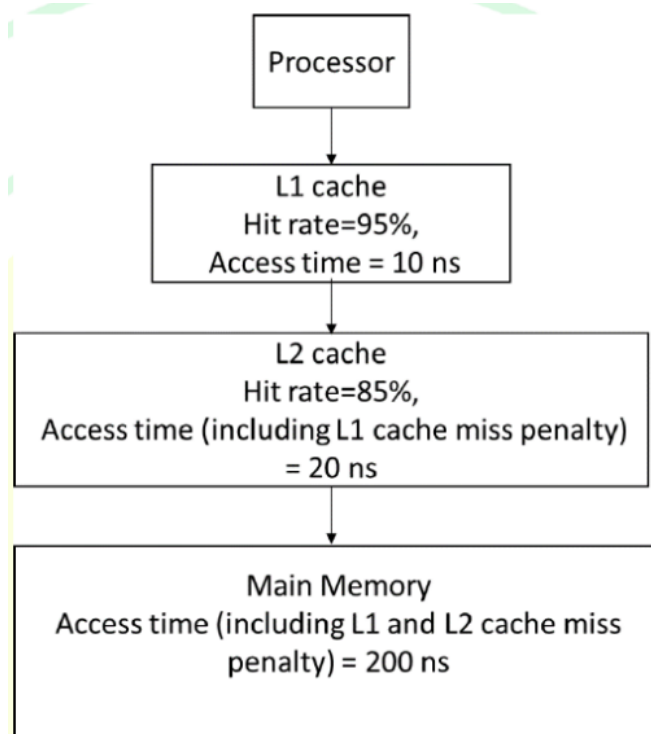 Processor
L1 cache
Hit rate=95%,
Access time = 10 ns
L2 cache
Hit rate=85%,
Access time (including L1 cache miss penalty)
= 20 ns
Main Memory
Access time (including L1 and L2 cache miss
penalty) = 200 ns